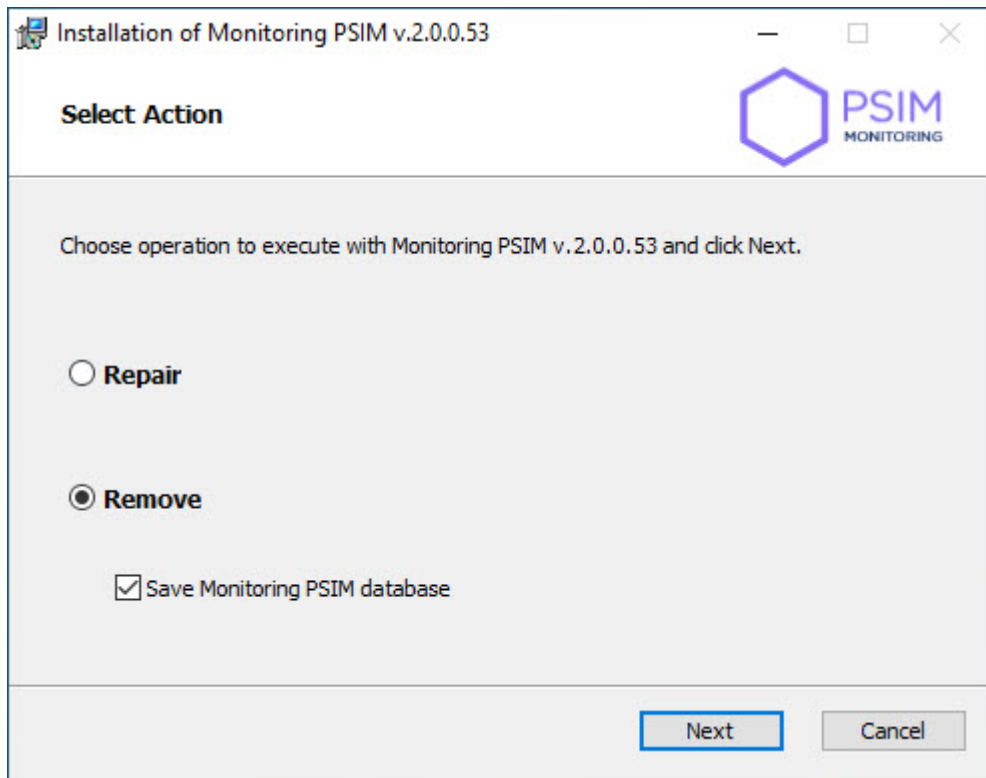 Installation of Monitoring PSIM v.2.0.0.53
Select Action
PSIM
MONITORING
Choose operation to execute with Monitoring PSIM v.2.0.0.53 and click Next.
Repair
Remove
Save Monitoring PSIM database
Next
Cancel